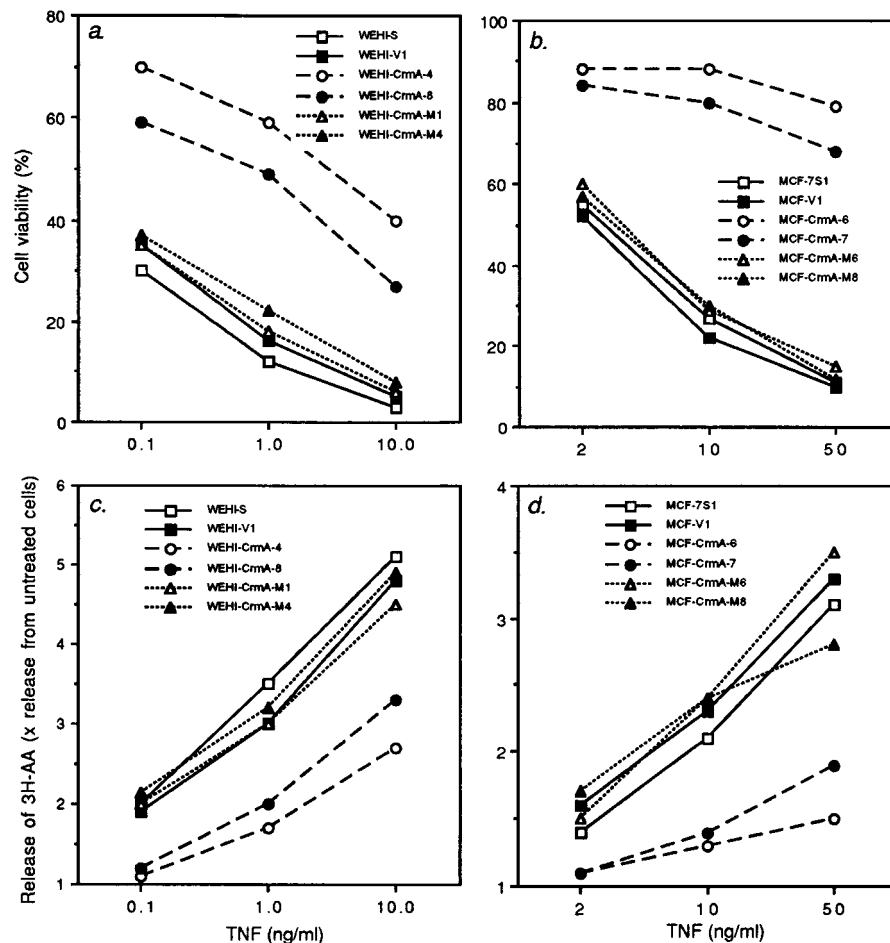 a.
WEHI-S
WEHI-V1
WEHI-CrmA-4
WEHI-CrmA-8
WEHI-CrmA-M1
WEHI-CrmA-M4
Cell viability (%)
80
60
40
20
0
0.1
1.0
10.0
b.
MCF-7S1
MCF-V1
MCF-CrmA-6
MCF-CrmA-7
MCF-CrmA-M6
MCF-CrmA-M8
100
80
60
40
20
0
2
10
50
c.
WEHI-S
WEHI-V1
WEHI-CrmA-4
WEHI-CrmA-8
WEHI-CrmA-M1
WEHI-CrmA-M4
Release of 3H-AA (x release from untreated cells)
6
5
4
3
2
1
0.1
1.0
10.0
TNF (ng/ml)
d.
MCF-7S1
MCF-V1
MCF-CrmA-6
MCF-CrmA-7
MCF-CrmA-M6
MCF-CrmA-M8
4
3
2
1
2
10
50
TNF (ng/ml)